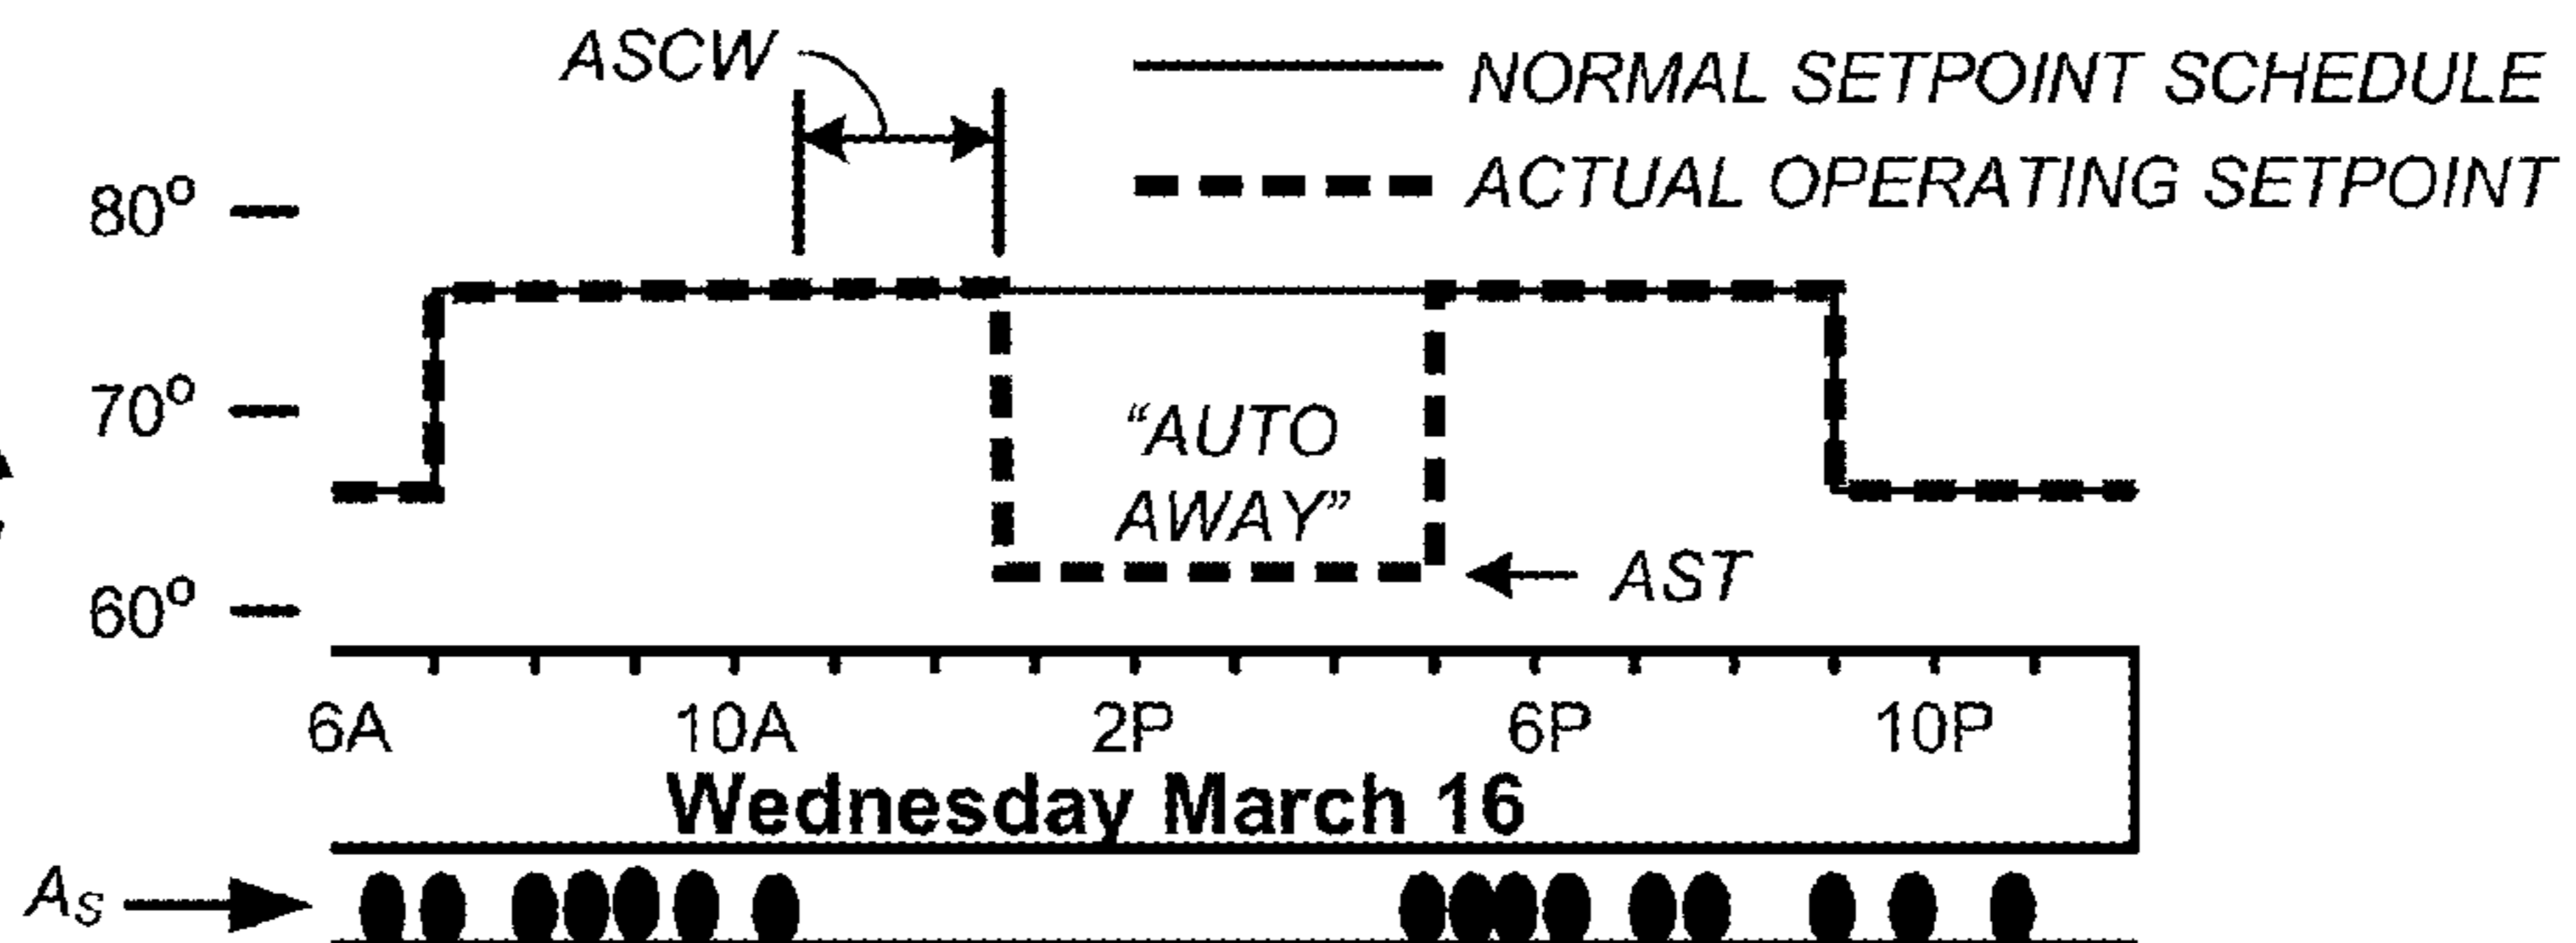 ASCW
NORMAL SETPOINT SCHEDULE
ACTUAL OPERATING SETPOINT
80°
70°
60°
“AUTO
AWAY”
AST
6A 10A 2P 6P 10P
Wednesday March 16
AS